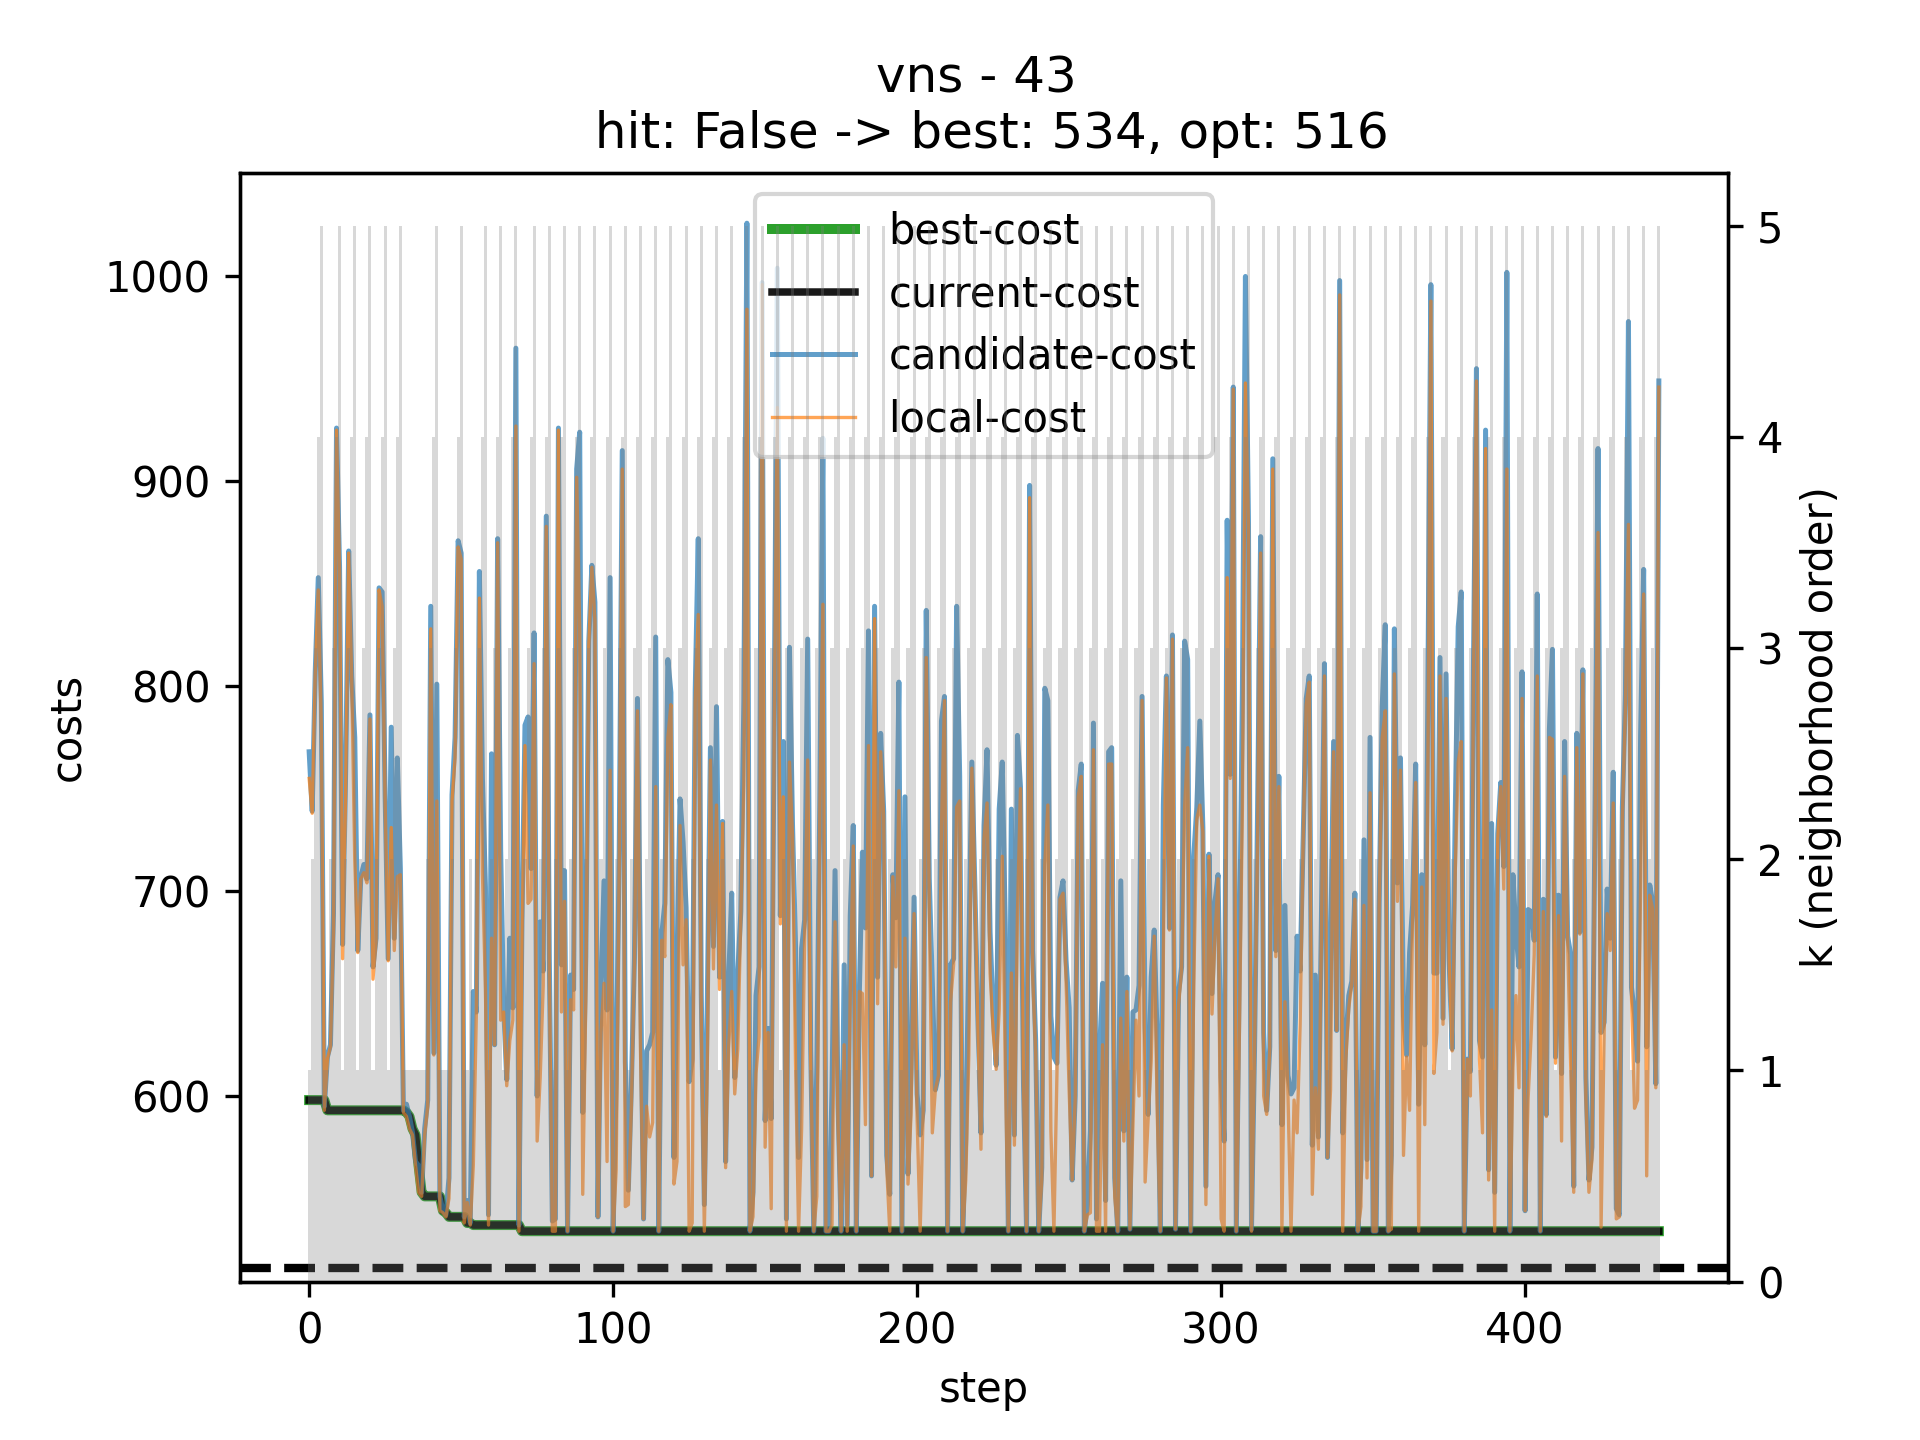 vns - 43
hit: False -> best: 534, opt: 516
best-cost
current-cost
candidate-cost
local-cost
costs
1000
900
800
700
600
5
4
3
2
1
0
k (neighborhood order)
0
100
200
300
400
step